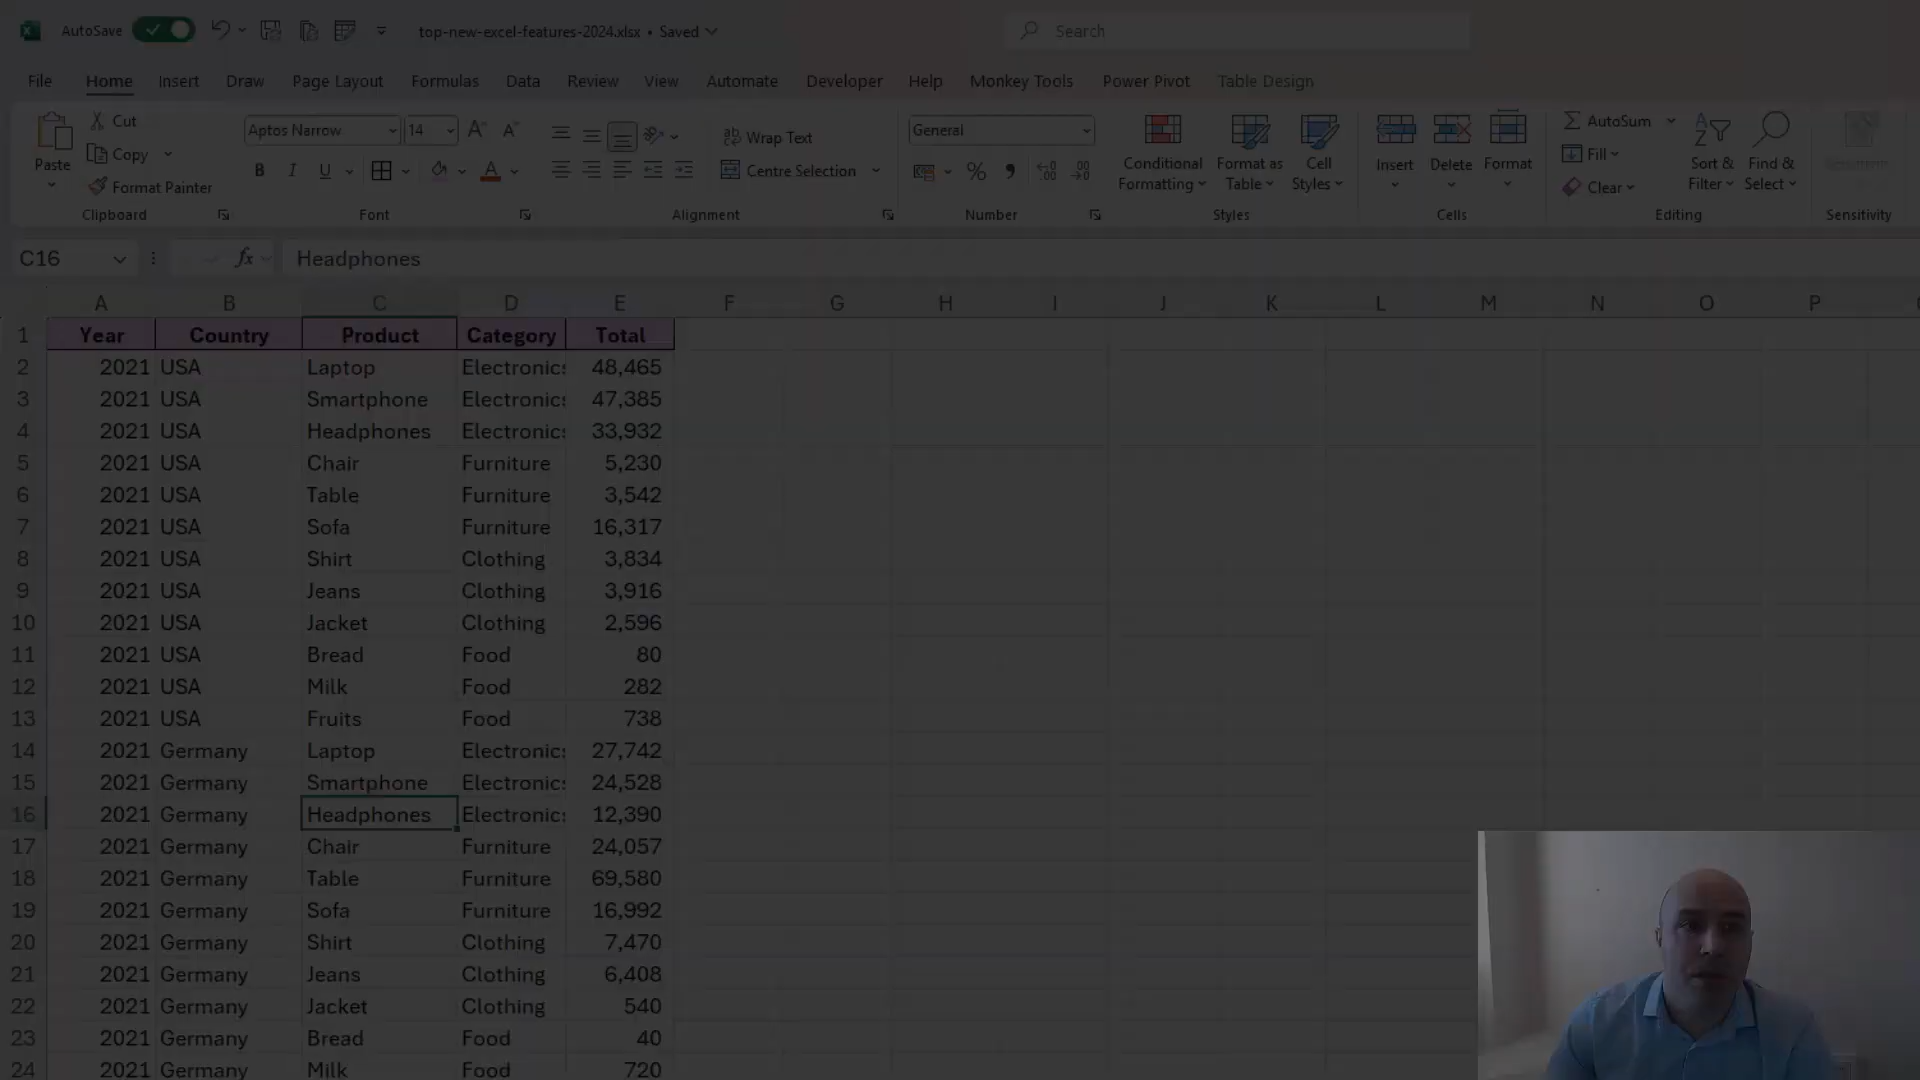 AutoSave top-new-excel-features-2024.xlsx • Saved Search
File Home Insert Draw Page Layout Formulas Data Review View Automate Developer Help Monkey Tools Power Pivot Table Design
Paste Cut Copy Format Painter Clipboard
Aptos Narrow 14 B I U Font
Wrap Text Centre Selection Alignment
General Number
Conditional Formatting Format as Table Cell Styles Styles
Insert Delete Format Cells
AutoSum Fill Clear Sort & Filter Find & Select Editing
Sensitivity
Sensitivity
C16 fx Headphones
A B C D E F G H I J K L M N O P
1 Year Country Product Category Total
2 2021 USA Laptop Electronics 48,465
3 2021 USA Smartphone Electronics 47,385
4 2021 USA Headphones Electronics 33,932
5 2021 USA Chair Furniture 5,230
6 2021 USA Table Furniture 3,542
7 2021 USA Sofa Furniture 16,317
8 2021 USA Shirt Clothing 3,834
9 2021 USA Jeans Clothing 3,916
10 2021 USA Jacket Clothing 2,596
11 2021 USA Bread Food 80
12 2021 USA Milk Food 282
13 2021 USA Fruits Food 738
14 2021 Germany Laptop Electronics 27,742
15 2021 Germany Smartphone Electronics 24,528
16 2021 Germany Headphones Electronics 12,390
17 2021 Germany Chair Furniture 24,057
18 2021 Germany Table Furniture 69,580
19 2021 Germany Sofa Furniture 16,992
20 2021 Germany Shirt Clothing 7,470
21 2021 Germany Jeans Clothing 6,408
22 2021 Germany Jacket Clothing 540
23 2021 Germany Bread Food 40
24 2021 Germany Milk Food 720